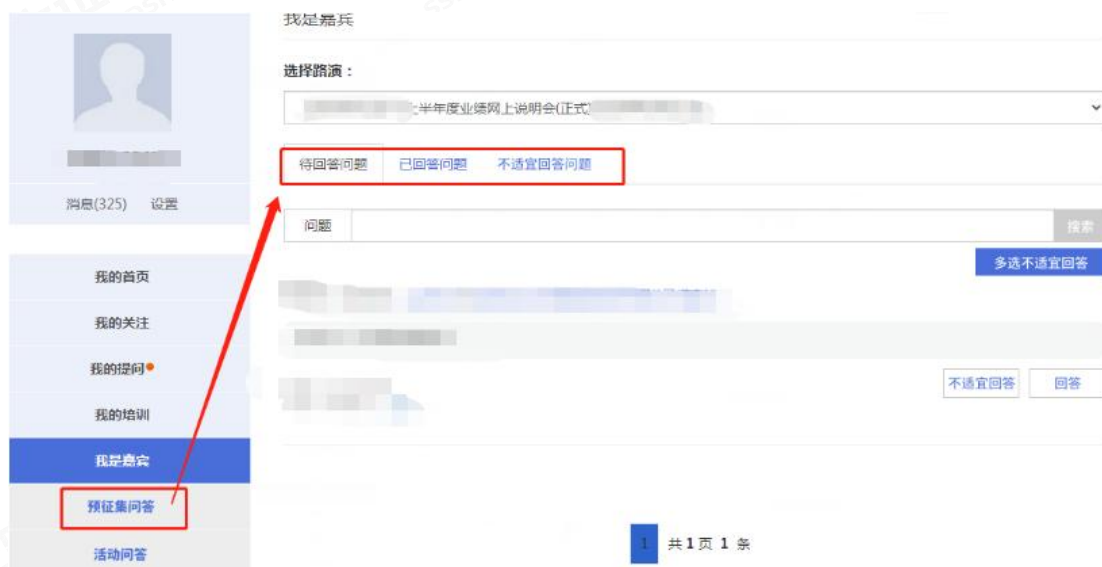 我是嘉宾
选择路演：
上半年度业绩网上说明会(正式)
待回答问题 已回答问题 不适宜回答问题
消息(325) 设置
问题 搜索
多选不适宜回答
我的首页
我的关注
我的提问
不适宜回答 回答
我的培训
我是嘉宾
预征集问答
1 共1页 1 条
活动问答